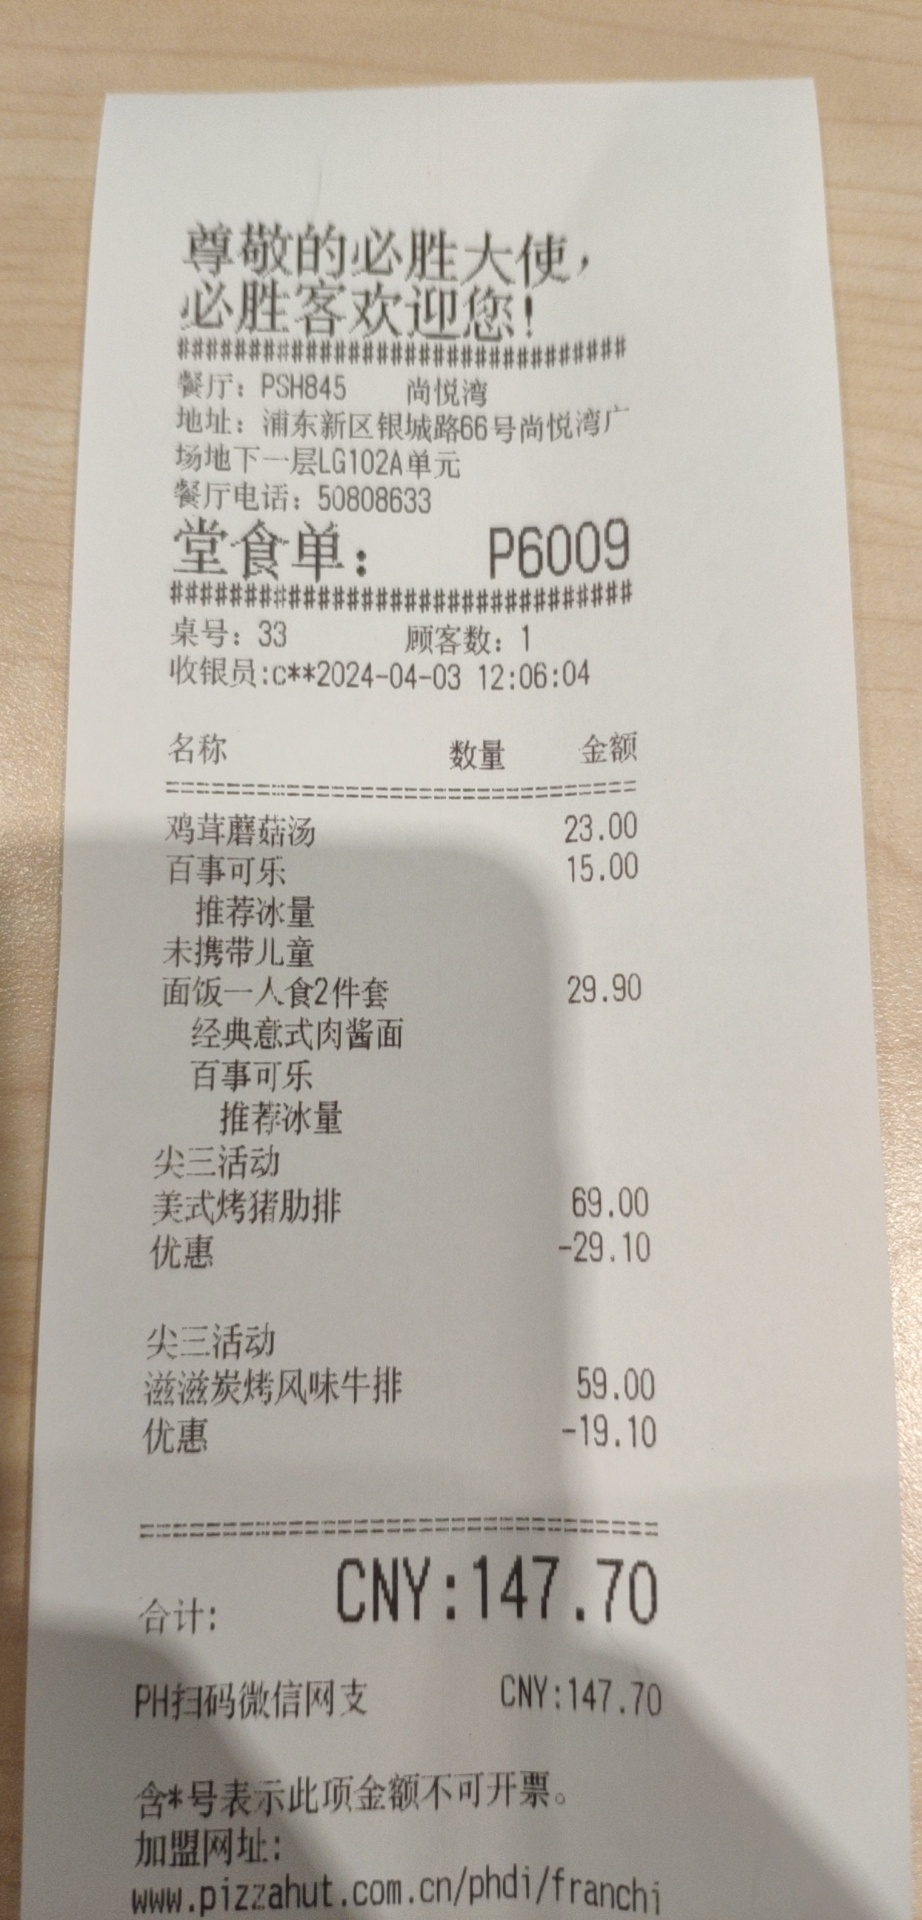 尊敬的必胜大使，
必胜客欢迎您!
################################
餐厅：PSH845 尚悦湾
地址：浦东新区银城路66号尚悦湾广
场地下一层LG102A单元
餐厅电话：50808633
堂食单： P6009
################################
桌号：33 顾客数：1
收银员:c**2024-04-03 12:06:04
名称 数量 金额
================================
鸡茸蘑菇汤 23.00
百事可乐 15.00
推荐冰量
未携带儿童
面饭一人食2件套 29.90
经典意式肉酱面
百事可乐
推荐冰量
尖三活动
美式烤猪肋排 69.00
优惠 -29.10
尖三活动
滋滋炭烤风味牛排 59.00
优惠 -19.10
================================
合计: CNY:147.70
PH扫码微信网支 CNY:147.70
含*号表示此项金额不可开票。
加盟网址:
www.pizzahut.com.cn/phdi/franchi